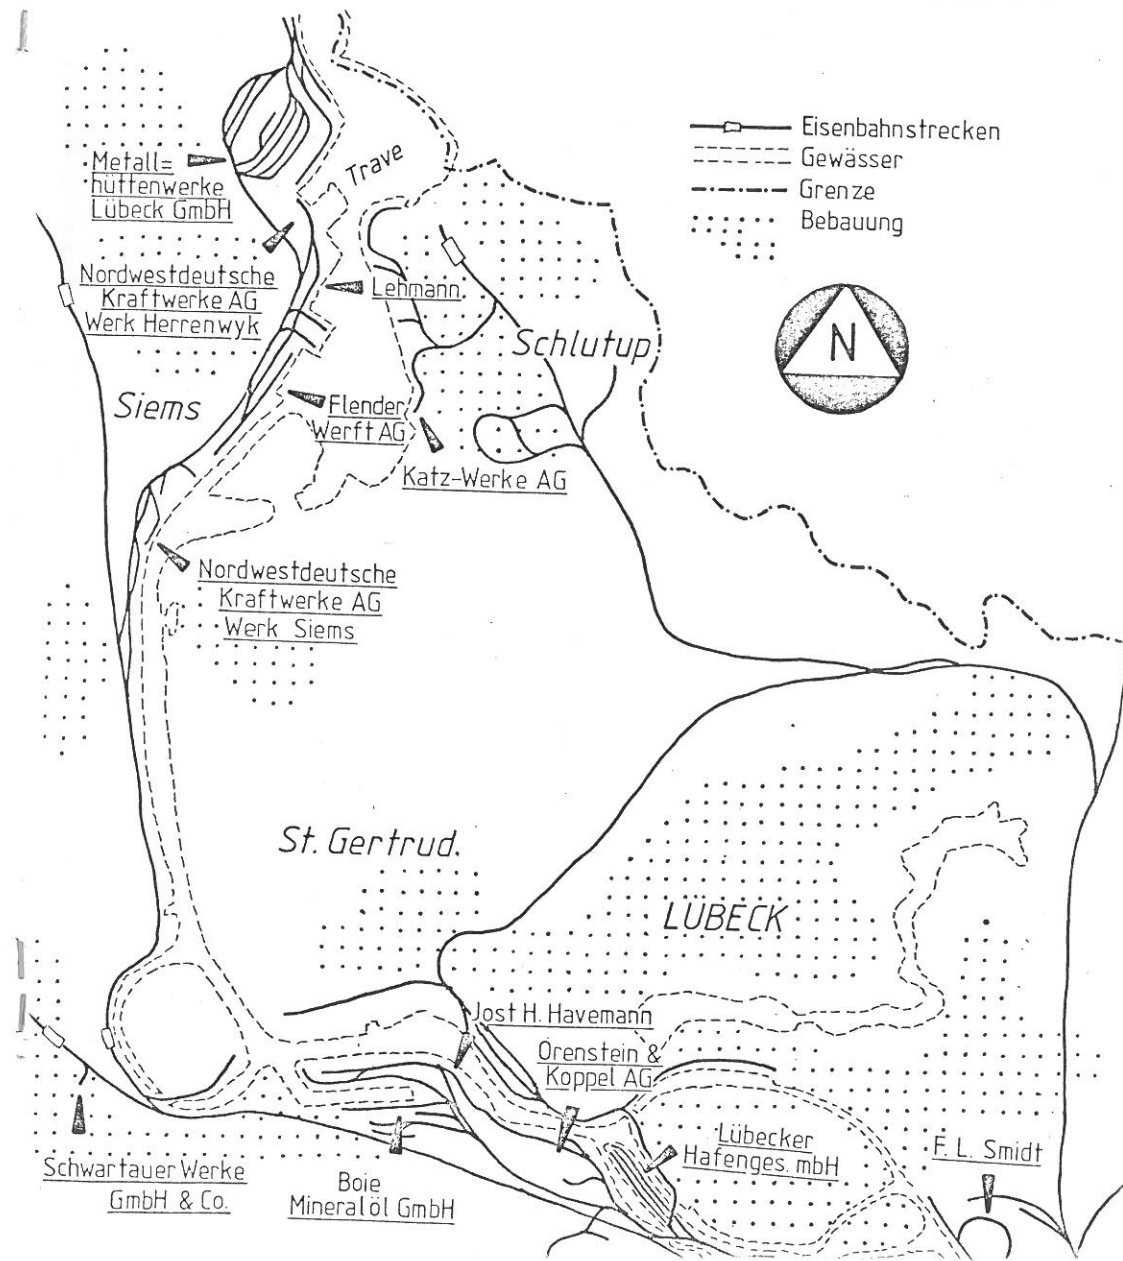 Eisenbahnstrecken
Gewässer
Grenze
Bebauung
N
Trave
Metall=
hüttenwerke
Lübeck GmbH
Nordwestdeutsche
Kraftwerke AG
Werk Herrenwyk
Lehmann
Schlutup
Siems
Flender
Werft AG
Katz-Werke AG
Nordwestdeutsche
Kraftwerke AG
Werk Siems
St. Gertrud.
LÜBECK
Jost H. Havemann
Orenstein &
Koppel AG
Lübecker
Hafenges. mbH
F. L. Smidt
Schwartauer Werke
GmbH & Co.
Boie
Mineralöl GmbH